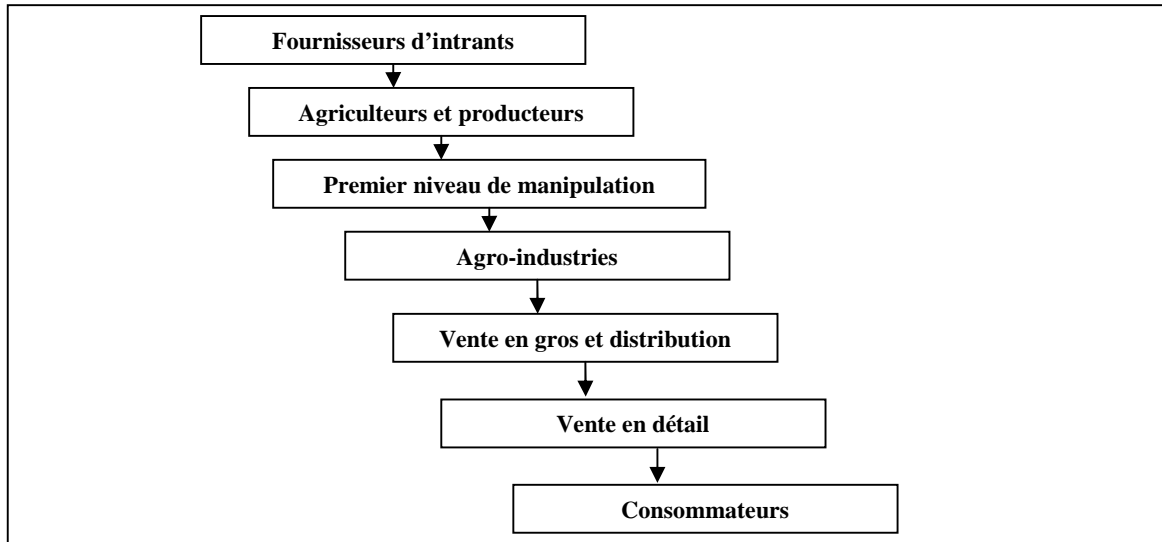 Fournisseurs d’intrants
Agriculteurs et producteurs
Premier niveau de manipulation
Agro-industries
Vente en gros et distribution
Vente en détail
Consommateurs